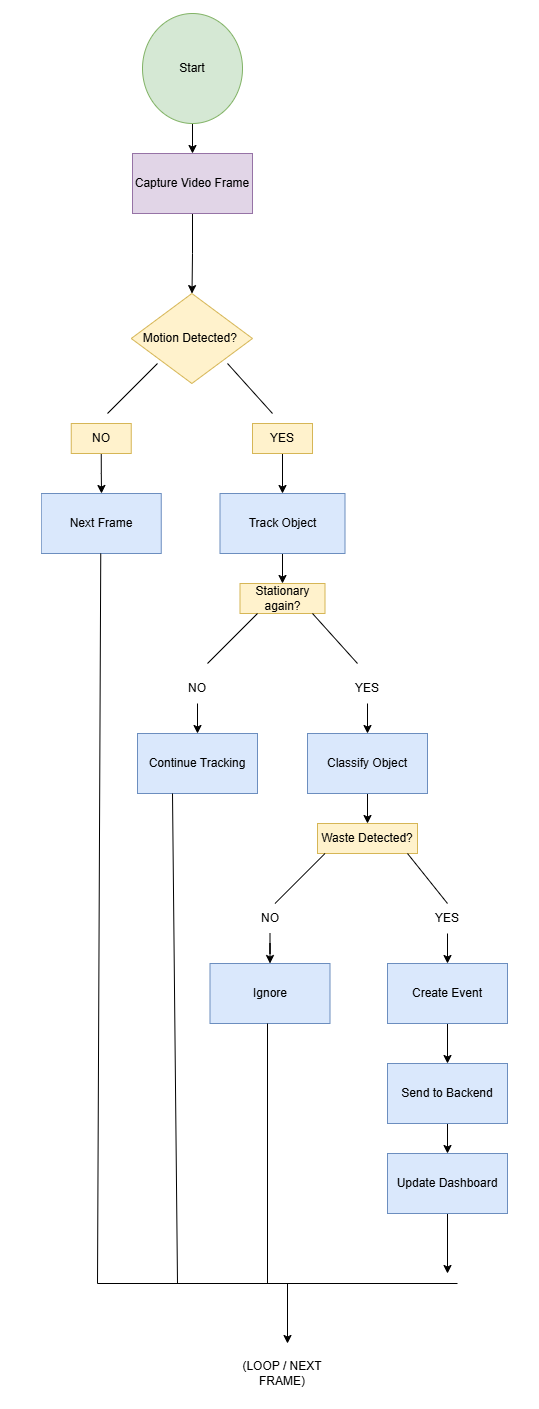 Start
Capture Video Frame
Motion Detected?
NO
YES
Next Frame
Track Object
Stationary
again?
NO
YES
Continue Tracking
Classify Object
Waste Detected?
NO
YES
Ignore
Create Event
Send to Backend
Update Dashboard
(LOOP / NEXT
FRAME)